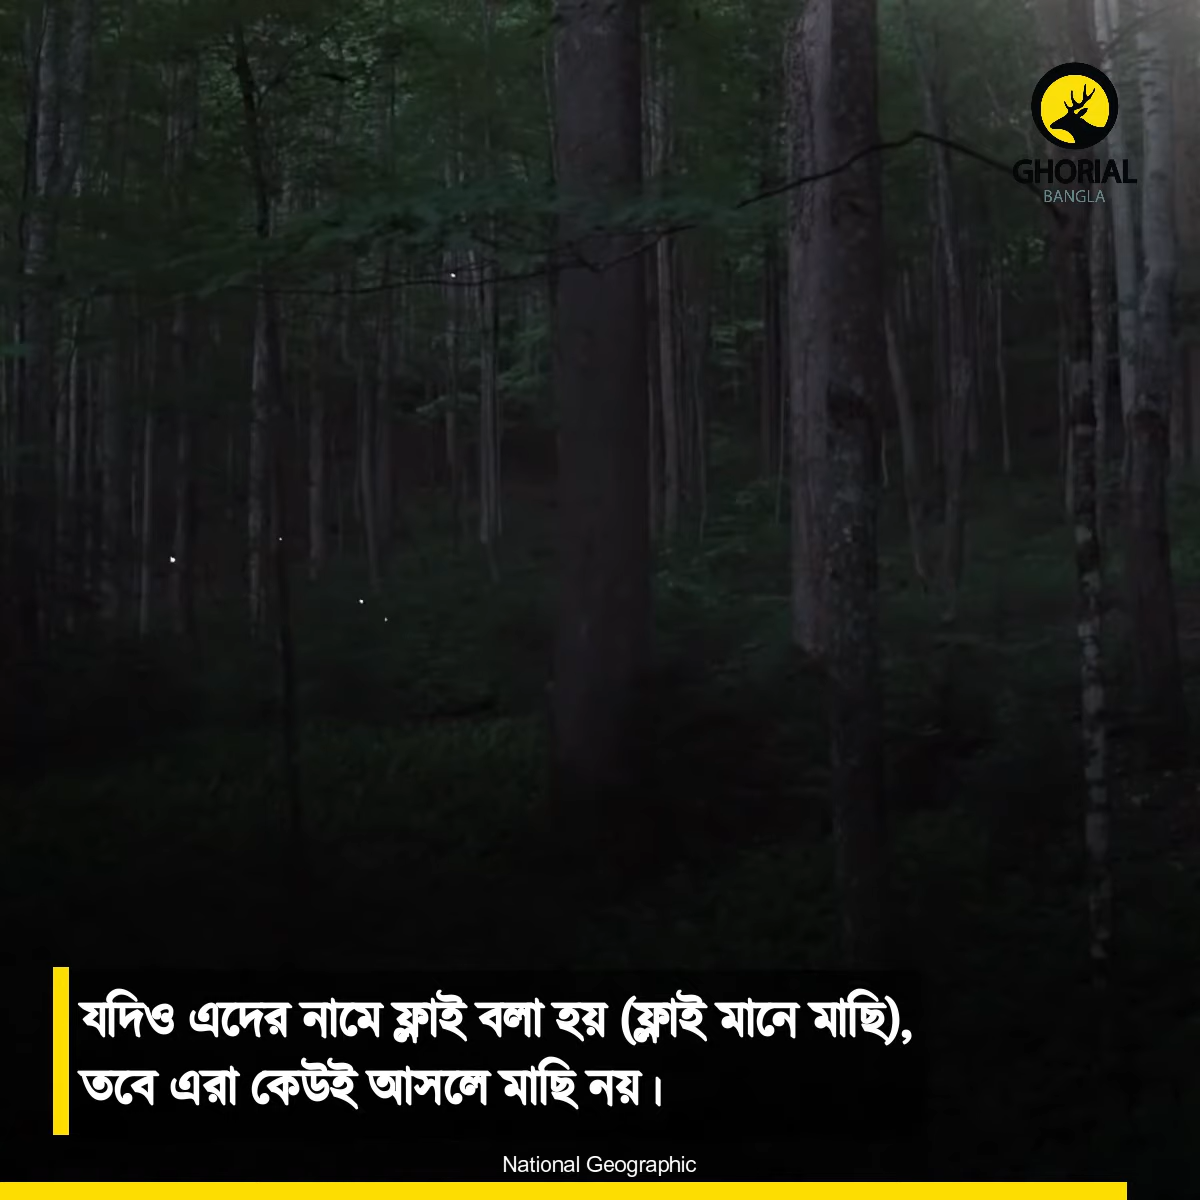 GHORIAL
BANGLA
যদিও এদের নামে ফ্লাই বলা হয় (ফ্লাই মানে মাছি),
তবে এরা কেউই আসলে মাছি নয়।
National Geographic